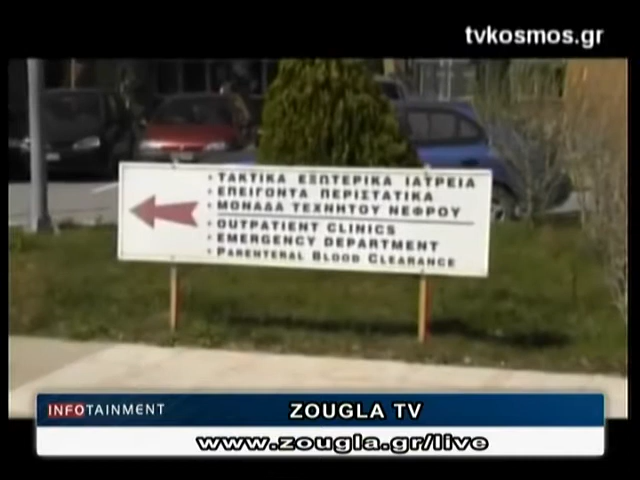 tvkosmos.gr
• ΤΑΚΤΙΚΑ ΕΞΩΤΕΡΙΚΑ ΙΑΤΡΕΙΑ
• ΕΠΕΙΓΟΝΤΑ ΠΕΡΙΣΤΑΤΙΚΑ
• ΜΟΝΑΔΑ ΤΕΧΝΗΤΟΥ ΝΕΦΡΟΥ
• OUTPATIENT CLINICS
• EMERGENCY DEPARTMENT
• PARENTERAL BLOOD CLEARANCE
INFOTAINMENT
ZOUGLA TV
www.zougla.gr/live